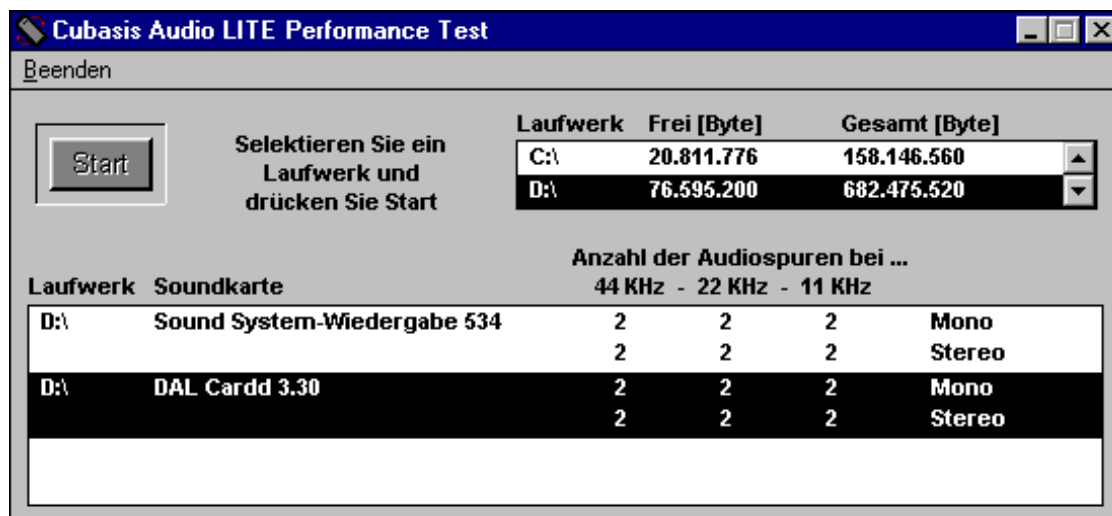 Cubasis Audio LITE Performance Test
Beenden
Start
Selektieren Sie ein
Laufwerk und
drücken Sie Start
Laufwerk Frei [Byte] Gesamt [Byte]
C:\ 20.811.776 158.146.560
D:\ 76.595.200 682.475.520
Anzahl der Audiospuren bei ...
Laufwerk Soundkarte 44 KHz - 22 KHz - 11 KHz
D:\ Sound System-Wiedergabe 534 2 2 2 Mono
2 2 2 Stereo
D:\ DAL Cardd 3.30 2 2 2 Mono
2 2 2 Stereo